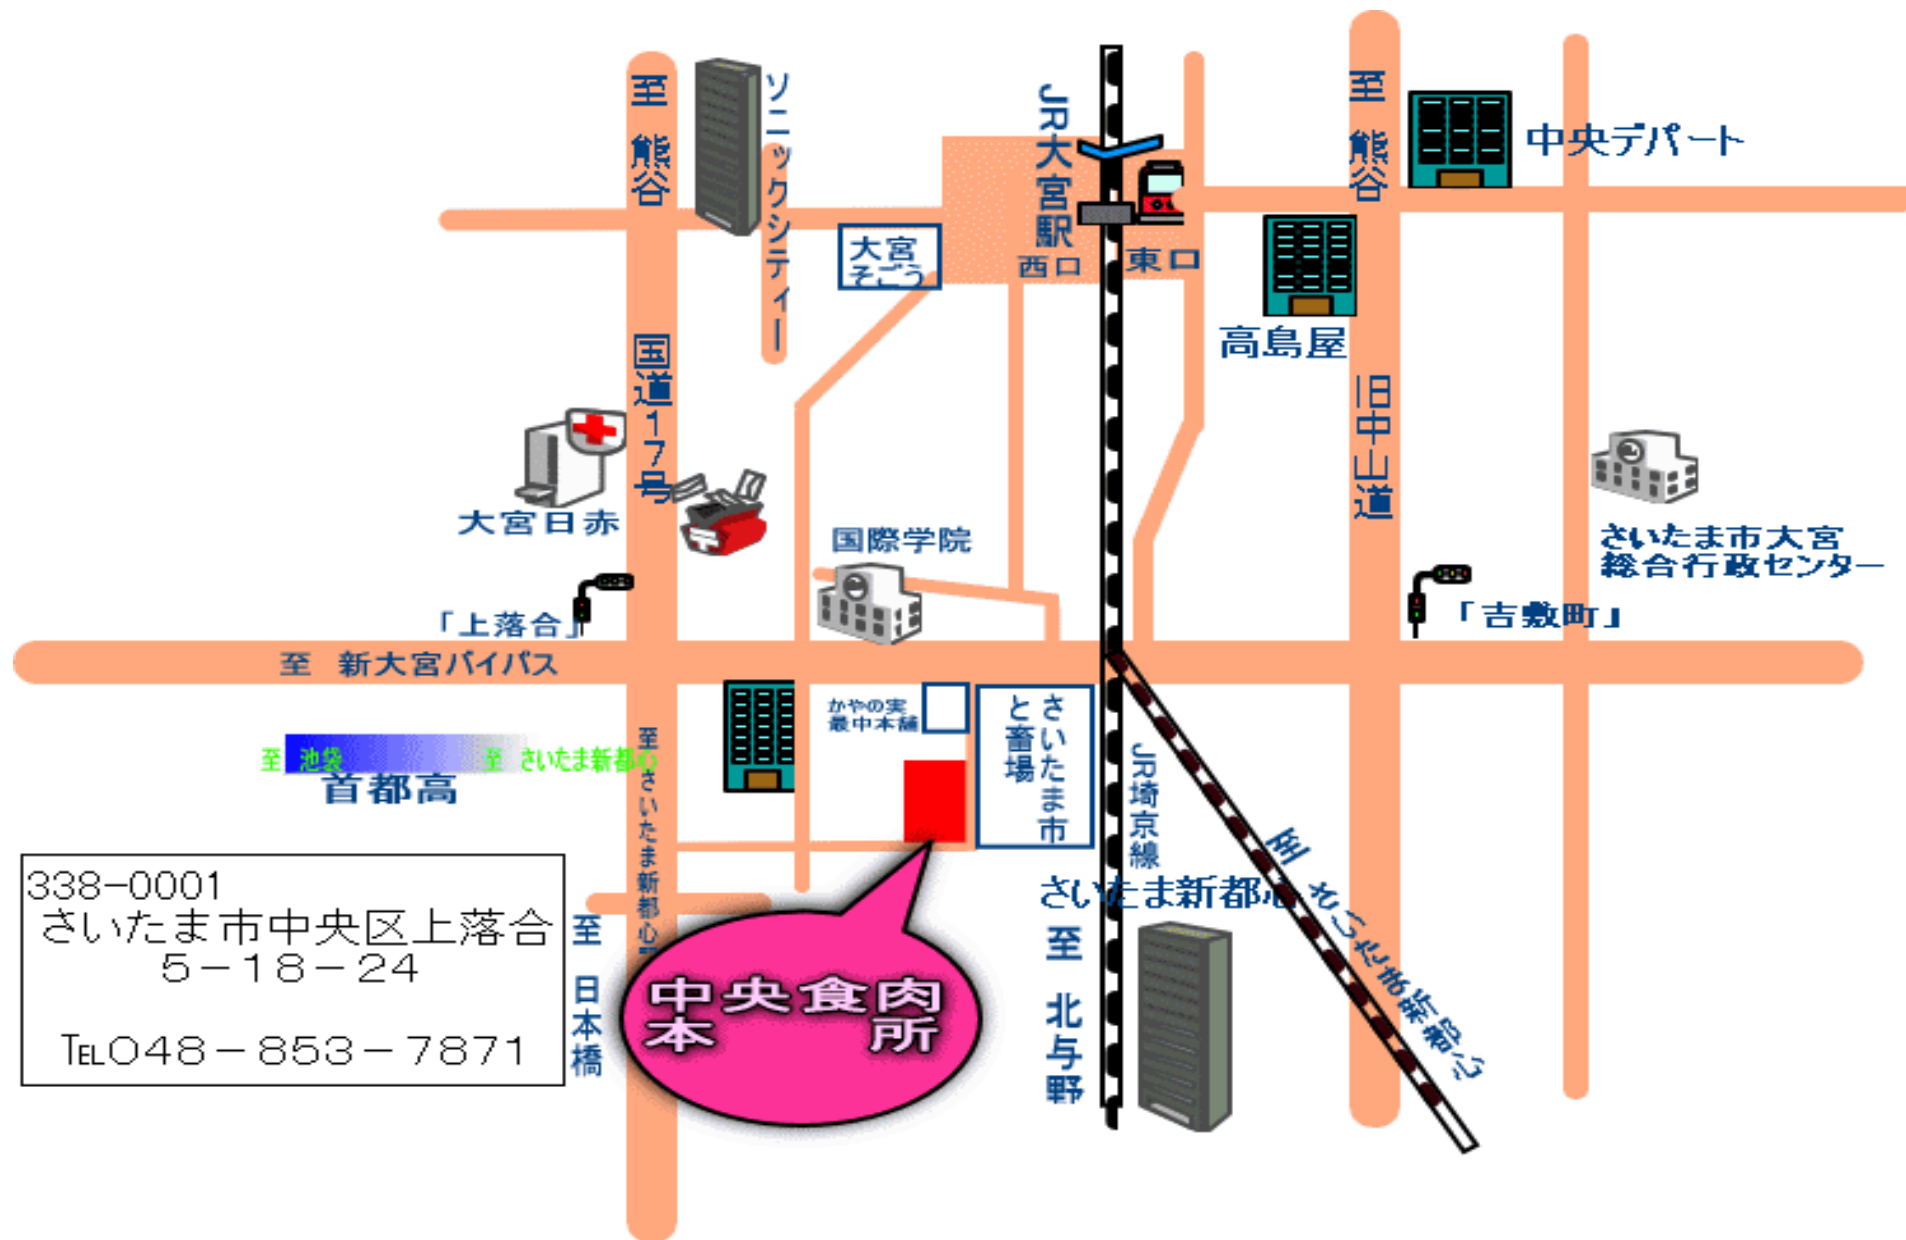 至 熊谷
ソニックシティー
JR大宮駅
至 熊谷
中央デパート
大宮
そごう
西口
東口
高島屋
国道17号
旧中山道
大宮日赤
国際学院
さいたま市大宮
総合行政センター
「上落合」
「吉敷町」
至 新大宮バイパス
かやの実
最中本舗
さいたま市
と畜場
至 池袋
至 さいたま新都心
首都高
至 さいたま新都心
JR埼京線
至 さいたま新都心
さいたま新都心
338-0001
さいたま市中央区上落合
5-18-24
TEL048-853-7871
至 日本橋
中央食肉
本 所
至 北与野